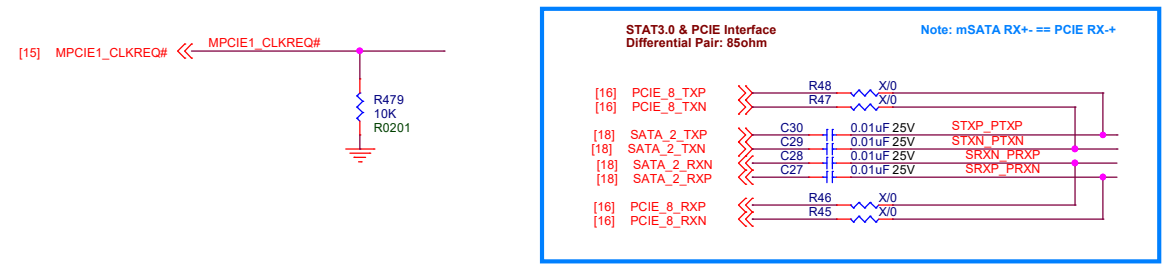 [15] MPCIE1_CLKREQ# MPCIE1_CLKREQ#
R479
10K
R0201
STAT3.0 & PCIE Interface
Differential Pair: 85ohm
Note: mSATA RX+- == PCIE RX-+
[16] PCIE_8_TXP R48 X/0
[16] PCIE_8_TXN R47 X/0
[18] SATA_2_TXP C30 0.01uF 25V STXP_PTXP
[18] SATA_2_TXN C29 0.01uF 25V STXN_PTXN
[18] SATA_2_RXN C28 0.01uF 25V SRXN_PRXP
[18] SATA_2_RXP C27 0.01uF 25V SRXP_PRXN
[16] PCIE_8_RXP R46 X/0
[16] PCIE_8_RXN R45 X/0